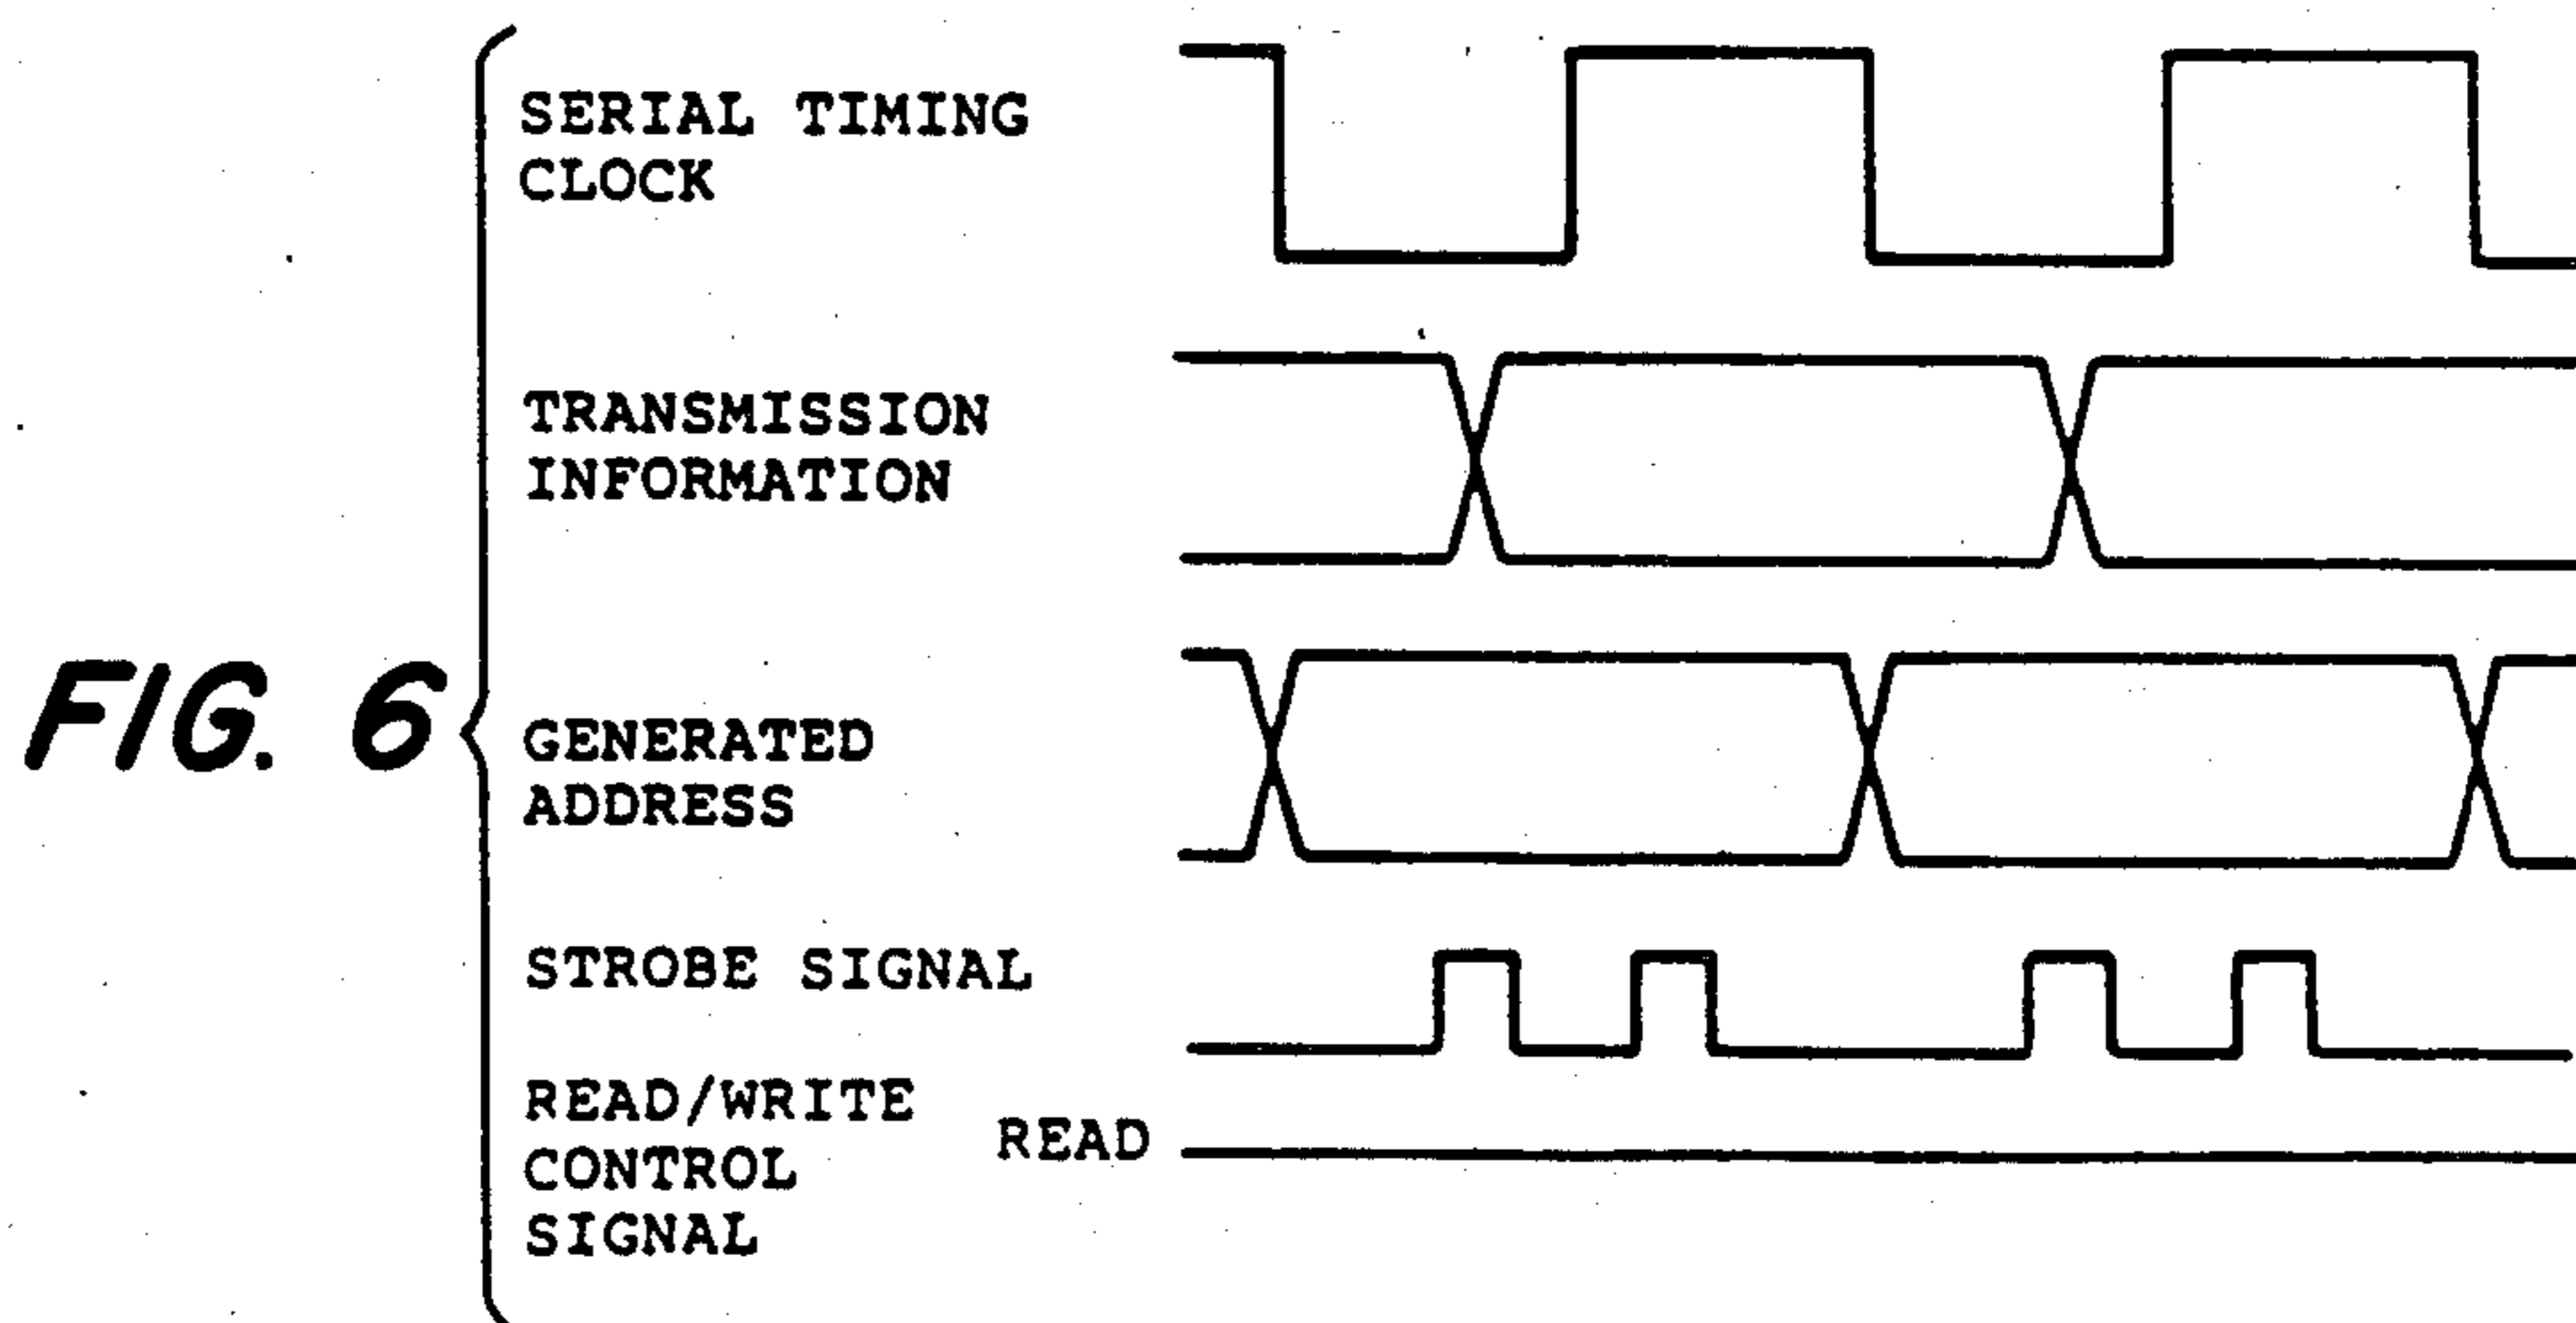 FIG. 6
SERIAL TIMING
CLOCK
TRANSMISSION
INFORMATION
GENERATED
ADDRESS
STROBE SIGNAL
READ/WRITE
CONTROL
SIGNAL
READ